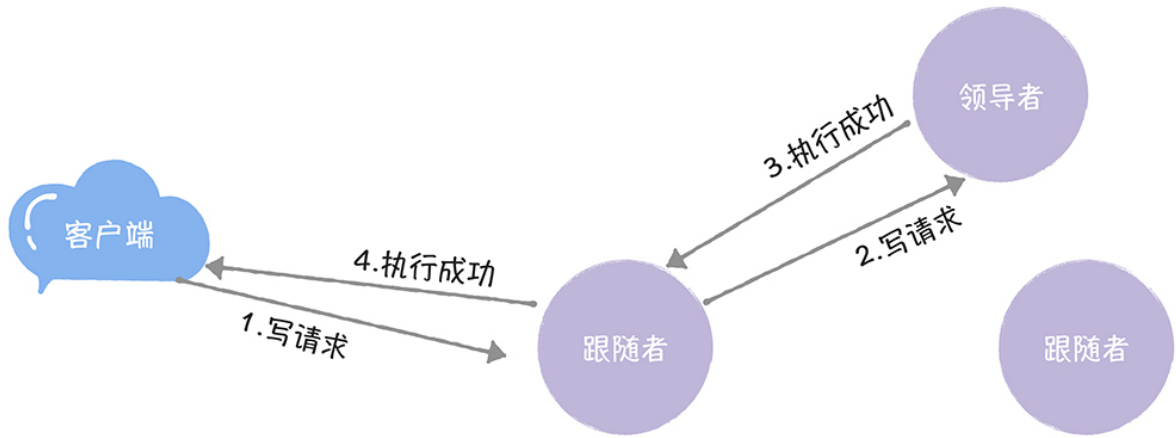 领导者
3.执行成功
客户端
2.写请求
4.执行成功
1.写请求
跟随者
跟随者